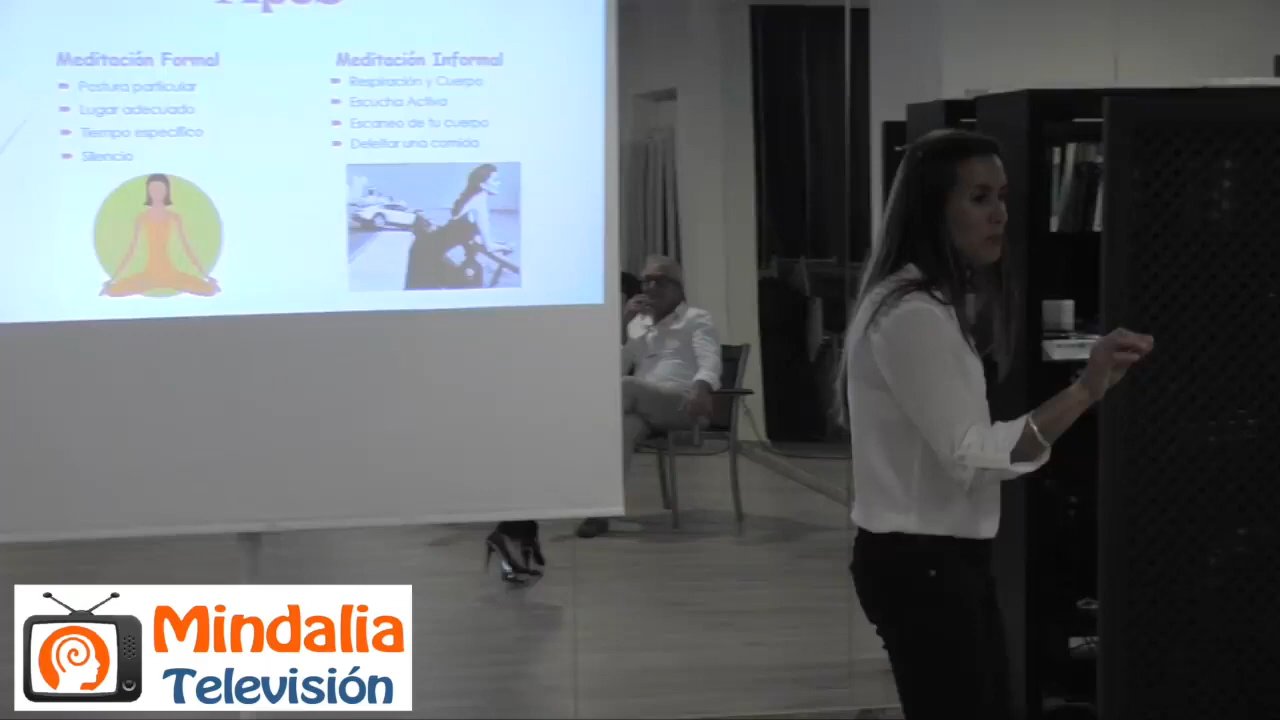 Meditación Formal
Postura particular
Lugar adecuado
Tiempo específico
Silencio
Meditación Informal
Respiración y Cuerpo
Escucha Activa
Escaneo de tu cuerpo
Deleitar una comida
Mindalia
Televisión